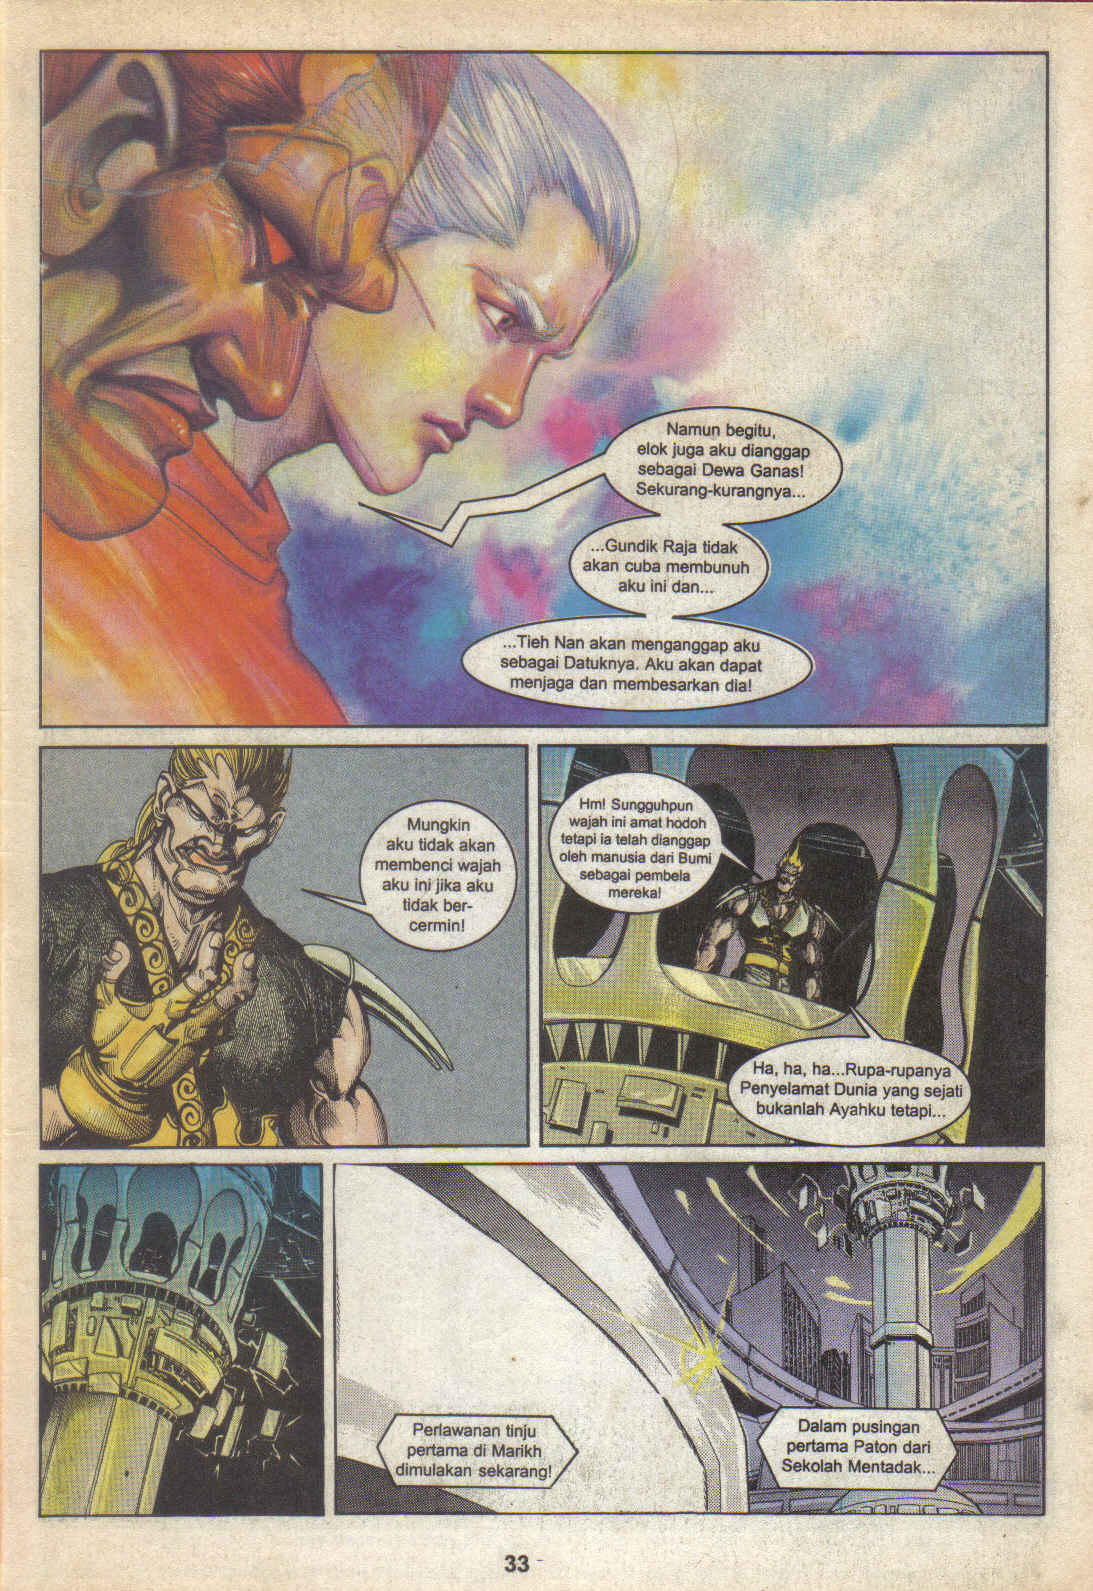 Namun begitu,
elok juga aku dianggap
sebagai Dewa Ganas!
Sekurang-kurangnya...
...Gundik Raja tidak
akan cuba membunuh
aku ini dan...
...Tieh Nan akan menganggap aku
sebagai Datuknya. Aku akan dapat
menjaga dan membesarkan dia!
Mungkin
aku tidak akan
membenci wajah
aku ini jika aku
tidak ber-
cermin!
Hm! Sungguhpun
wajah ini amat hodoh
tetapi ia telah dianggap
oleh manusia dari Bumi
sebagai pembela
mereka!
Ha, ha, ha...Rupa-rupanya
Penyelamat Dunia yang sejati
bukanlah Ayahku tetapi...
Perlawanan tinju
pertama di Marikh
dimulakan sekarang!
Dalam pusingan
pertama Paton dari
Sekolah Mentadak...
33